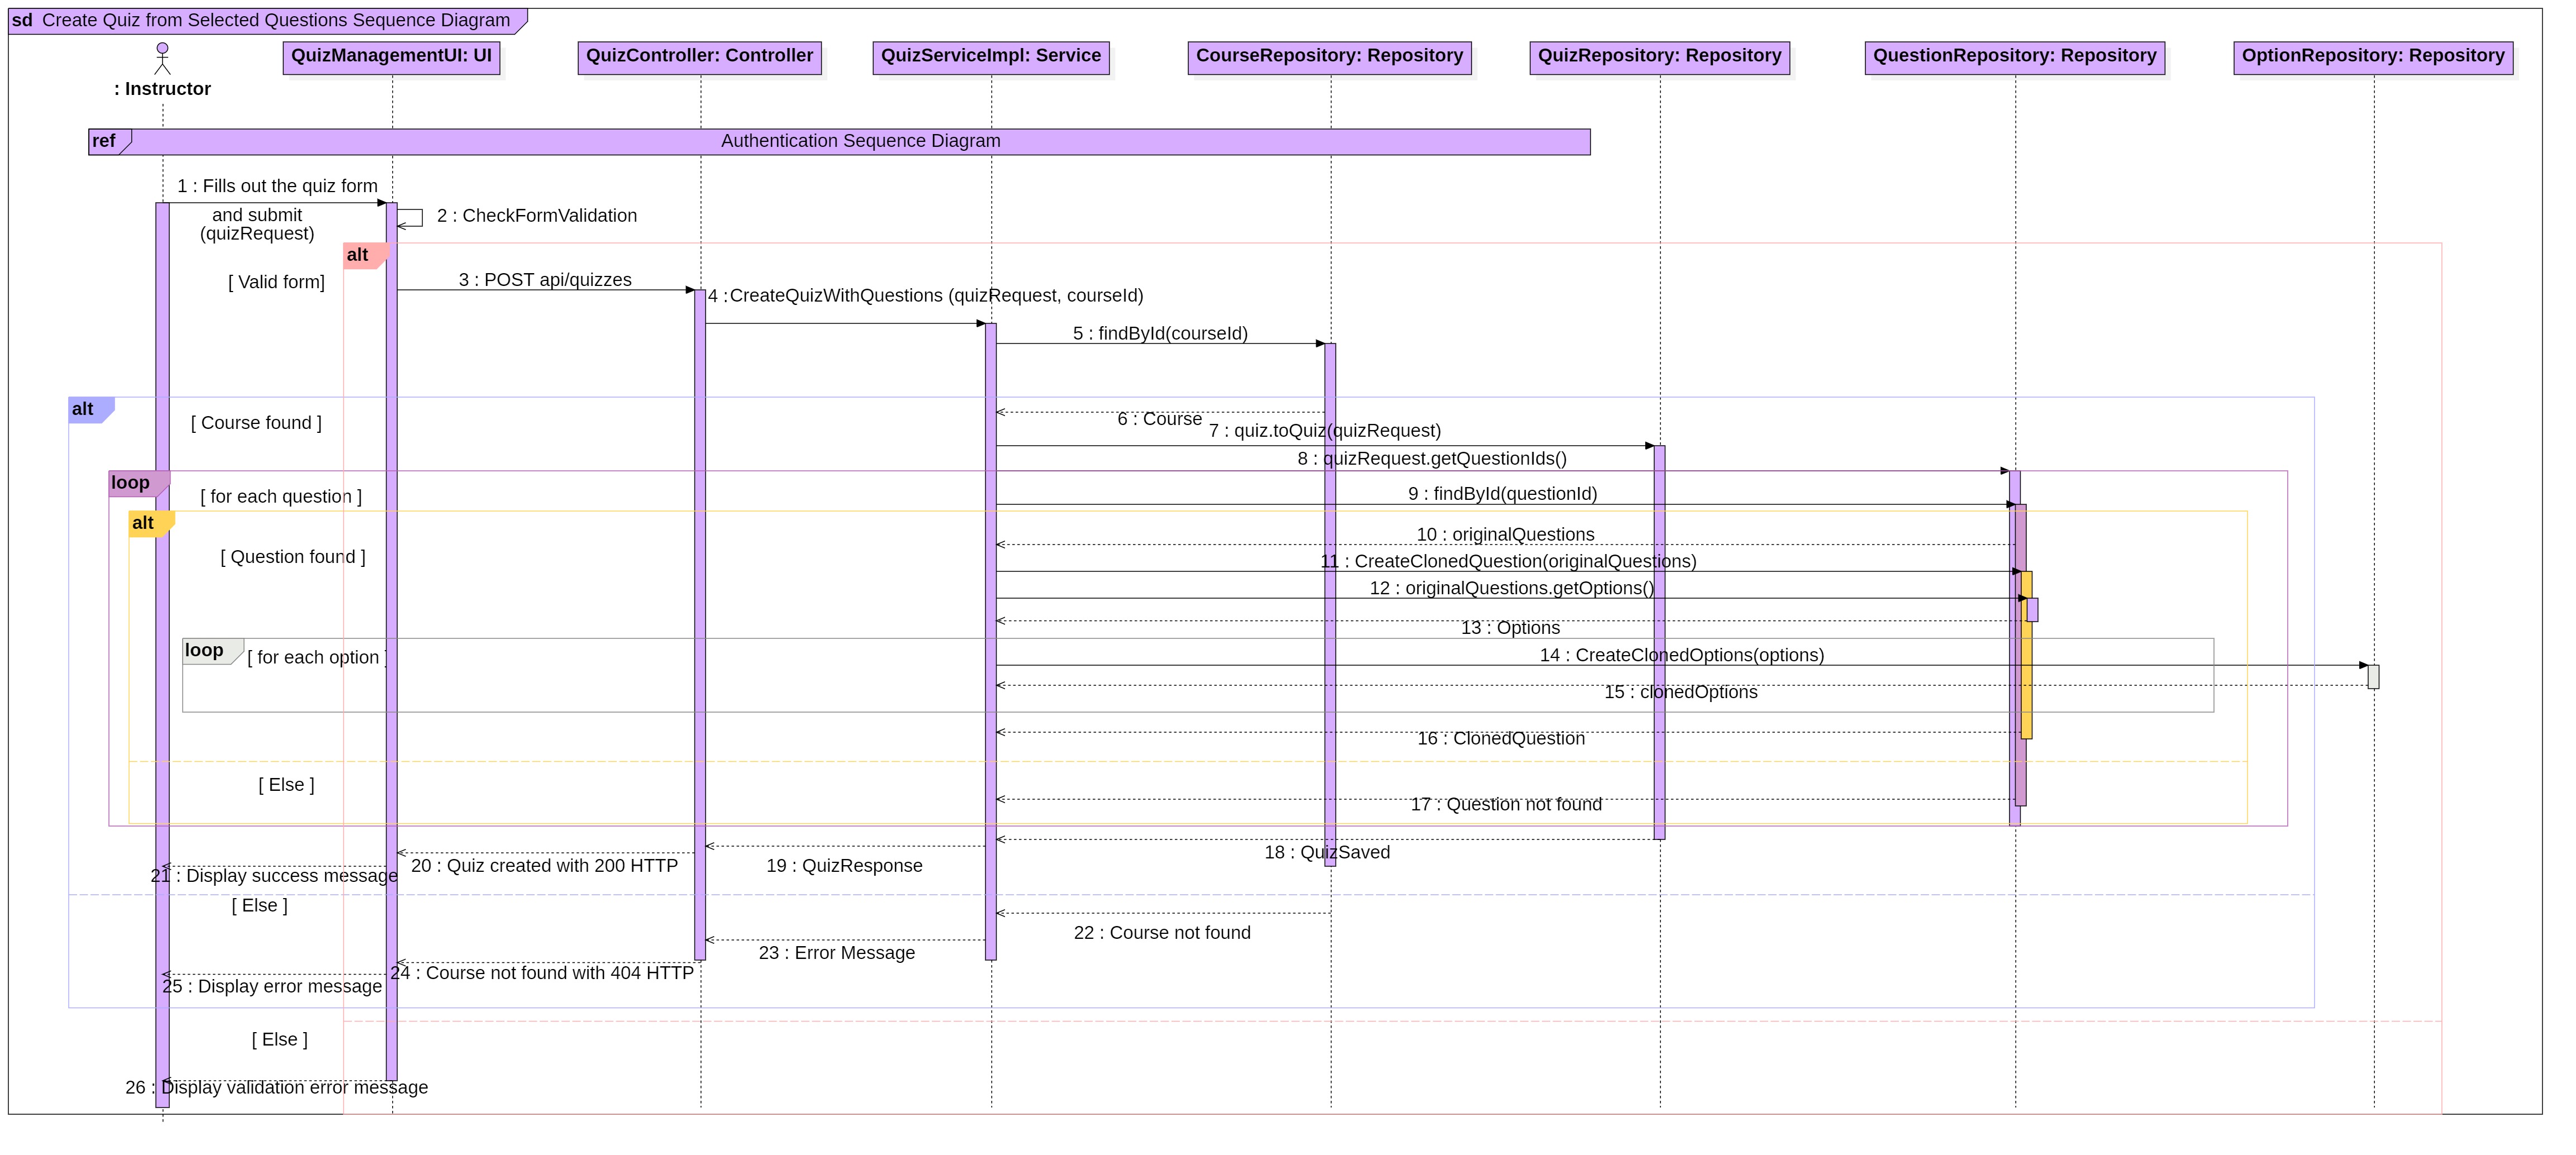 sd Create Quiz from Selected Questions Sequence Diagram
: Instructor
QuizManagementUI: UI
QuizController: Controller
QuizServiceImpl: Service
CourseRepository: Repository
QuizRepository: Repository
QuestionRepository: Repository
OptionRepository: Repository
ref
Authentication Sequence Diagram
1 : Fills out the quiz form
and submit
(quizRequest)
2 : CheckFormValidation
alt
[ Valid form]
3 : POST api/quizzes
4 :CreateQuizWithQuestions (quizRequest, courseId)
5 : findById(courseId)
alt
[ Course found ]
6 : Course
7 : quiz.toQuiz(quizRequest)
8 : quizRequest.getQuestionIds()
loop
[ for each question ]
9 : findById(questionId)
alt
[ Question found ]
10 : originalQuestions
11 : CreateClonedQuestion(originalQuestions)
12 : originalQuestions.getOptions()
13 : Options
loop
[ for each option ]
14 : CreateClonedOptions(options)
15 : clonedOptions
16 : ClonedQuestion
[ Else ]
17 : Question not found
18 : QuizSaved
19 : QuizResponse
20 : Quiz created with 200 HTTP
21 : Display success message
[ Else ]
22 : Course not found
23 : Error Message
24 : Course not found with 404 HTTP
25 : Display error message
[ Else ]
26 : Display validation error message